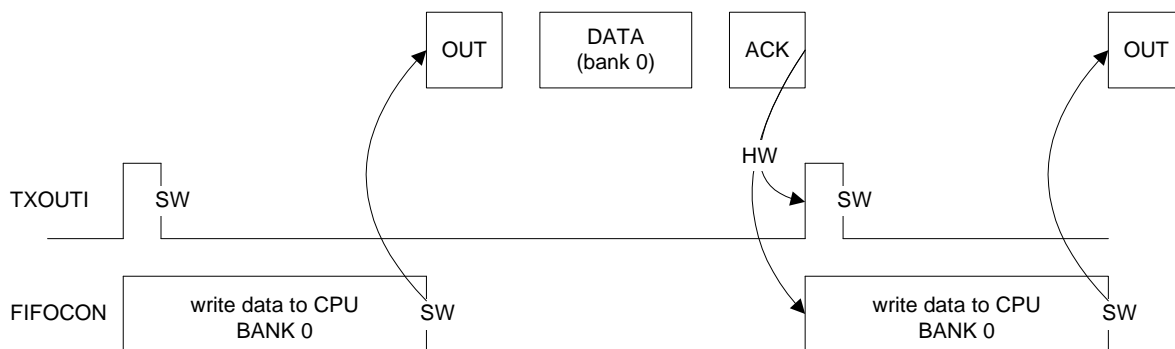 OUT
DATA
(bank 0)
ACK
OUT
HW
TXOUTI
SW
SW
FIFOCON
write data to CPU
BANK 0
SW
write data to CPU
BANK 0
SW